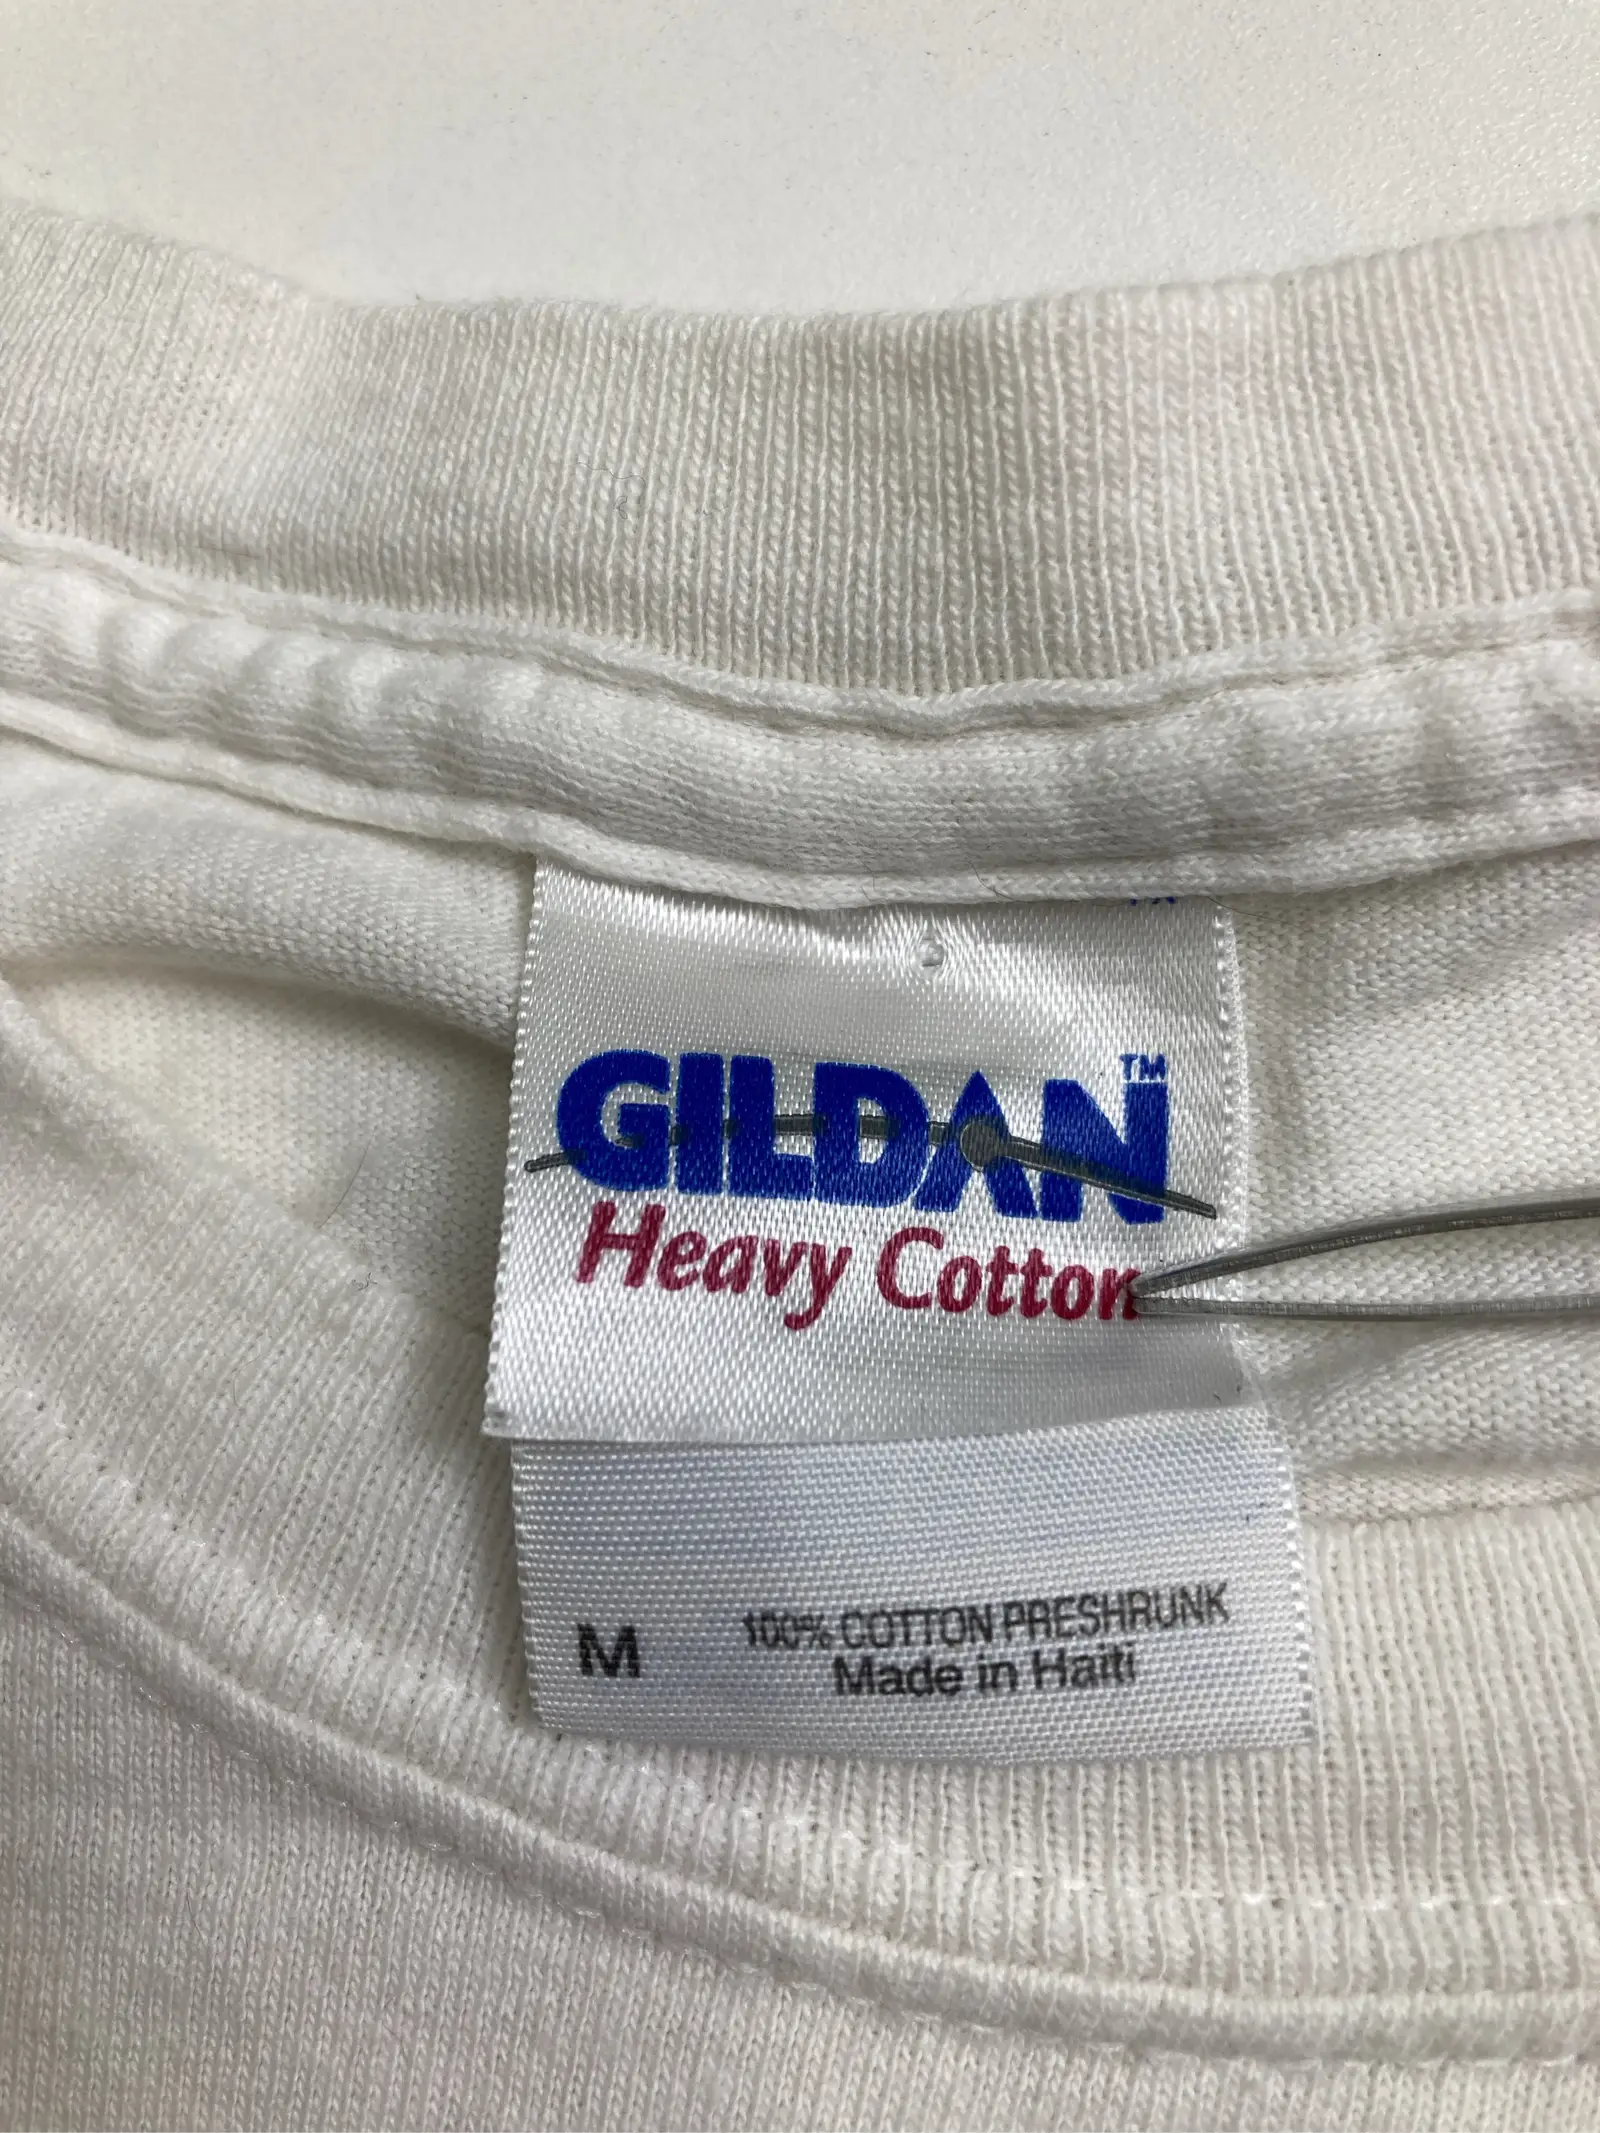 GILDAN™
Heavy Cotton
M
100% COTTON PRESHRUNK
Made in Haiti